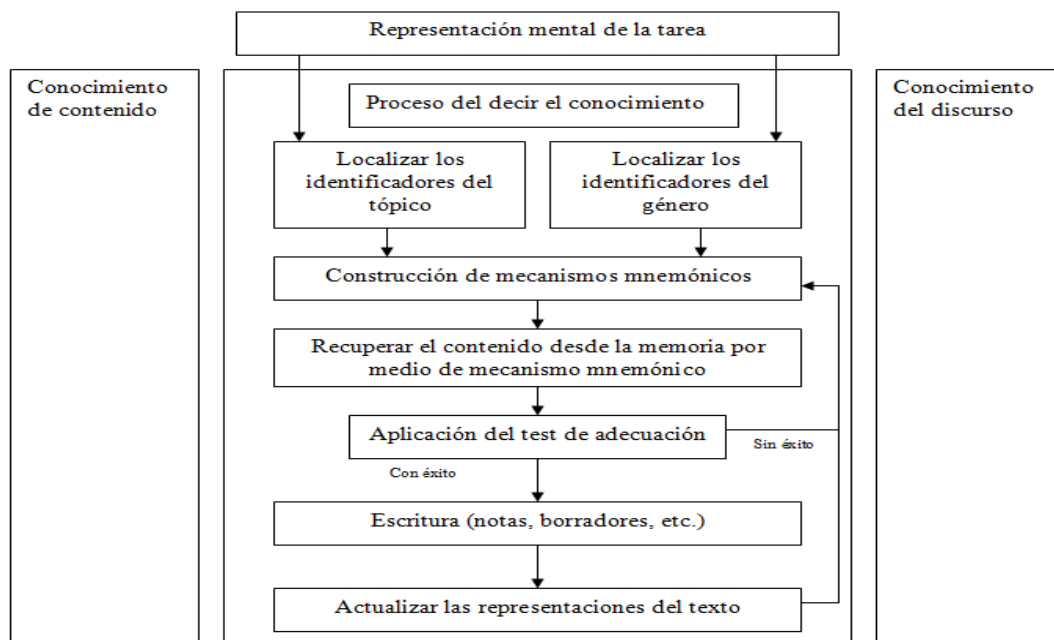 Representación mental de la tarea
Conocimiento
de contenido
Proceso del decir el conocimiento
Conocimiento
del discurso
Localizar los
identificadores del
tópico
Localizar los
identificadores del
género
Construcción de mecanismos mnemónicos
Recuperar el contenido desde la memoria por
medio de mecanismo mnemónico
Aplicación del test de adecuación
Sin éxito
Con éxito
Escritura (notas, borradores, etc.)
Actualizar las representaciones del texto